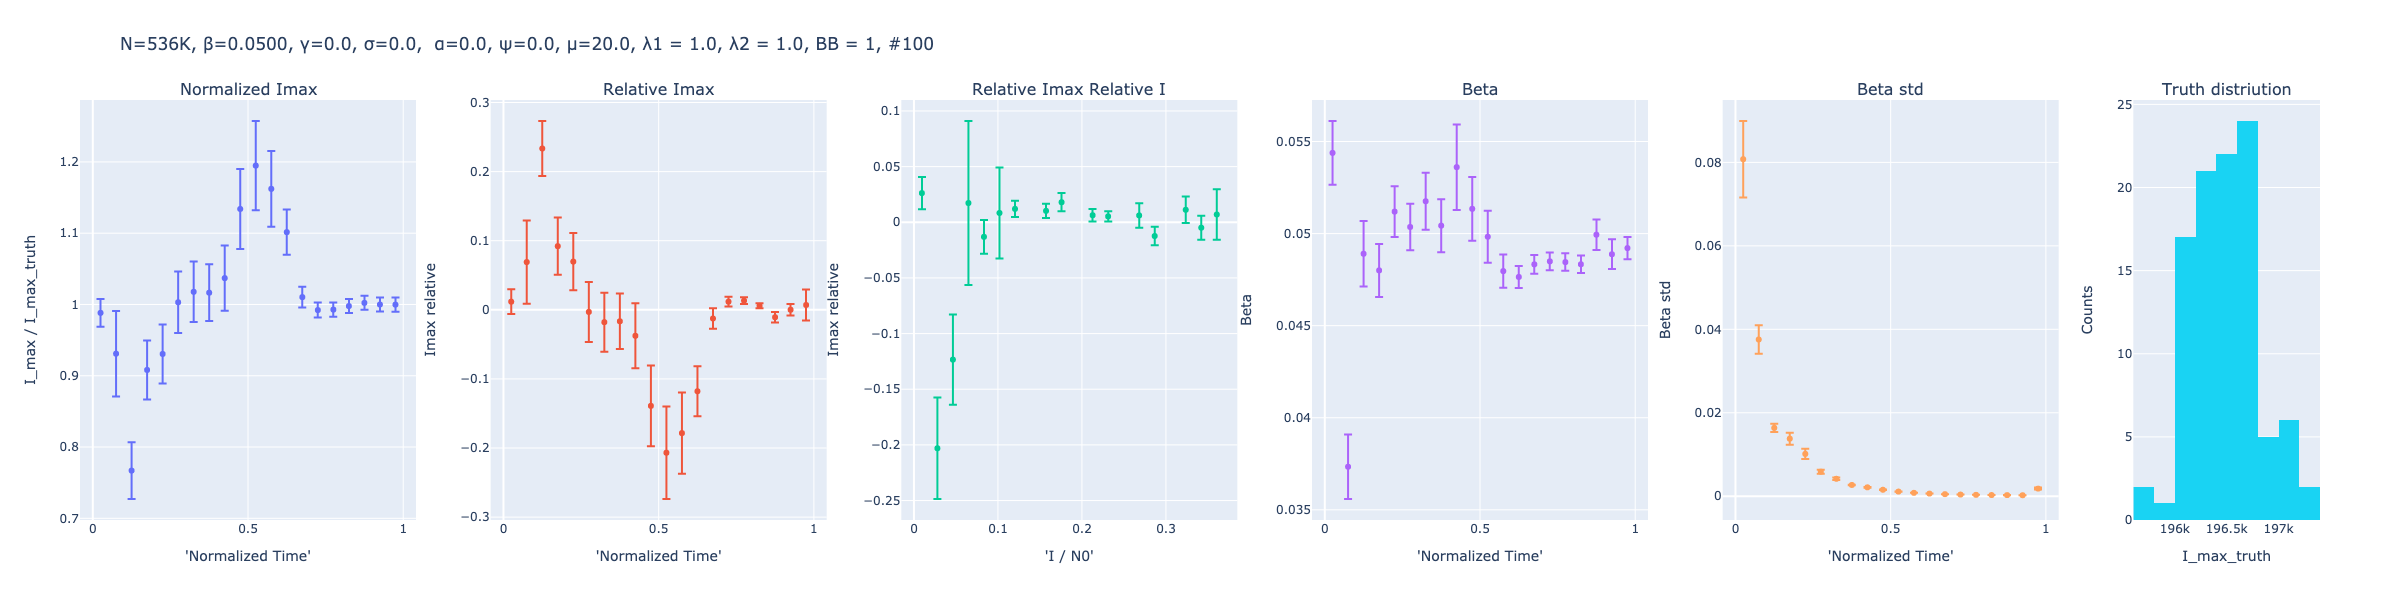 N=536K, β=0.0500, γ=0.0, σ=0.0,  α=0.0, ψ=0.0, μ=20.0, λ1 = 1.0, λ2 = 1.0, BB = 1, #100
Normalized Imax
I_max / I_max_truth
1.2
1.1
1
0.9
0.8
0.7
0
0.5
1
'Normalized Time'
Relative Imax
Imax relative
0.3
0.2
0.1
0
−0.1
−0.2
−0.3
0
0.5
1
'Normalized Time'
Relative Imax Relative I
Imax relative
0.1
0.05
0
−0.05
−0.1
−0.15
−0.2
−0.25
0
0.1
0.2
0.3
'I / N0'
Beta
Beta
0.055
0.05
0.045
0.04
0.035
0
0.5
1
'Normalized Time'
Beta std
Beta std
0.08
0.06
0.04
0.02
0
0
0.5
1
'Normalized Time'
Truth distriution
Counts
25
20
15
10
5
0
196k
196.5k
197k
I_max_truth